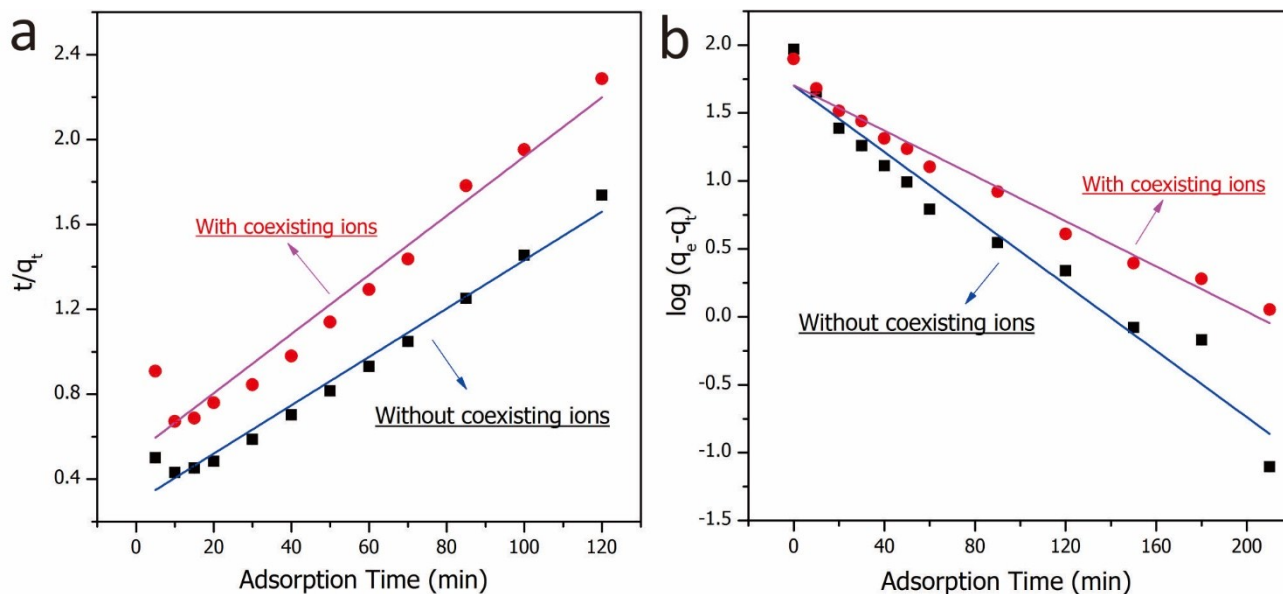 a
t/qt
2.4
2.0
1.6
1.2
0.8
0.4
With coexisting ions
Without coexisting ions
0
20
40
60
80
100
120
Adsorption Time (min)
b
log (qe-qt)
2.0
1.5
1.0
0.5
0.0
-0.5
-1.0
-1.5
With coexisting ions
Without coexisting ions
0
40
80
120
160
200
Adsorption Time (min)